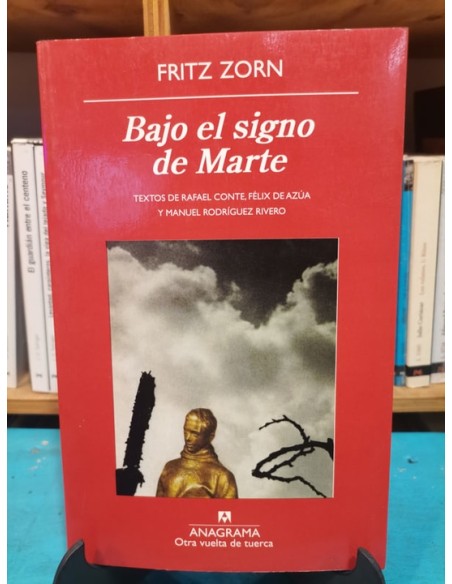 FRITZ ZORN
Bajo el signo
de Marte
TEXTOS DE RAFAEL CONTE, FÉLIX DE AZÚA
Y MANUEL RODRÍGUEZ RIVERO
ANAGRAMA
Otra vuelta de tuerca
El guardián entre el centeno